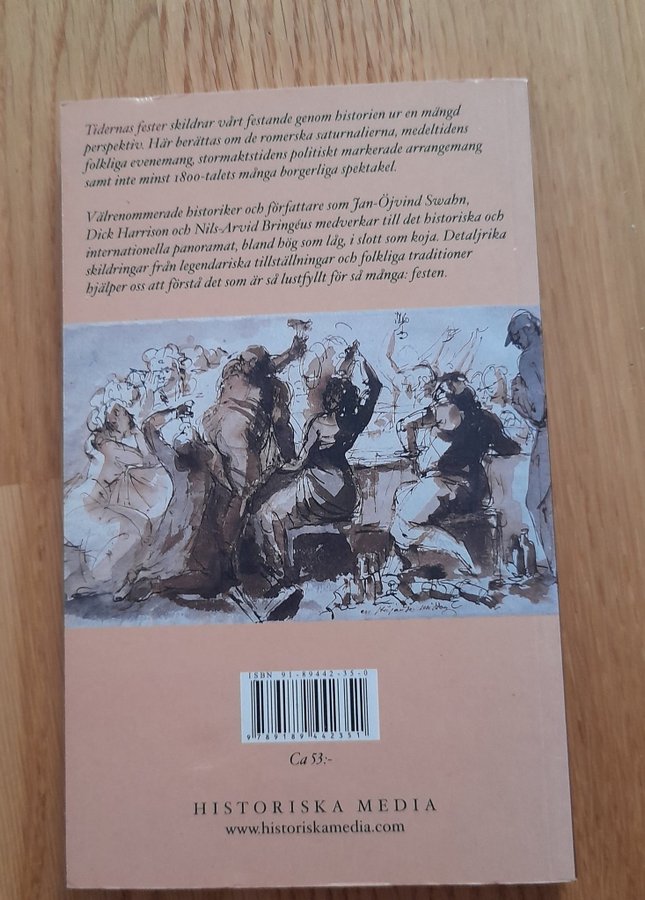 Tidernas fester skildrar vårt festande genom historien ur en mängd
perspektiv. Här berättas om de romerska saturnalierna, medeltidens
folkliga evenemang, stormaktstidens politiskt markerade arrangemang
samt inte minst 1800-talets många borgerliga spektakel.
Välrenommerade historiker och författare som Jan-Öjvind Swahn,
Dick Harrison och Nils-Arvid Bringéus medverkar till det historiska och
internationella panoramat, bland hög som låg, i slott som koja. Detaljrika
skildringar från legendariska tillställningar och folkliga traditioner
hjälper oss att förstå det som är så lustfyllt för så många: festen.
ISBN 91-89442-35-0
9 789189 442351
Ca 53:-
HISTORISKA MEDIA
www.historiskamedia.com